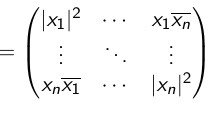 = ( |x₁|² ⋯ x₁x̅ₙ̅
⋮ ⋱ ⋮
xₙx̅₁̅ ⋯ |xₙ|² )